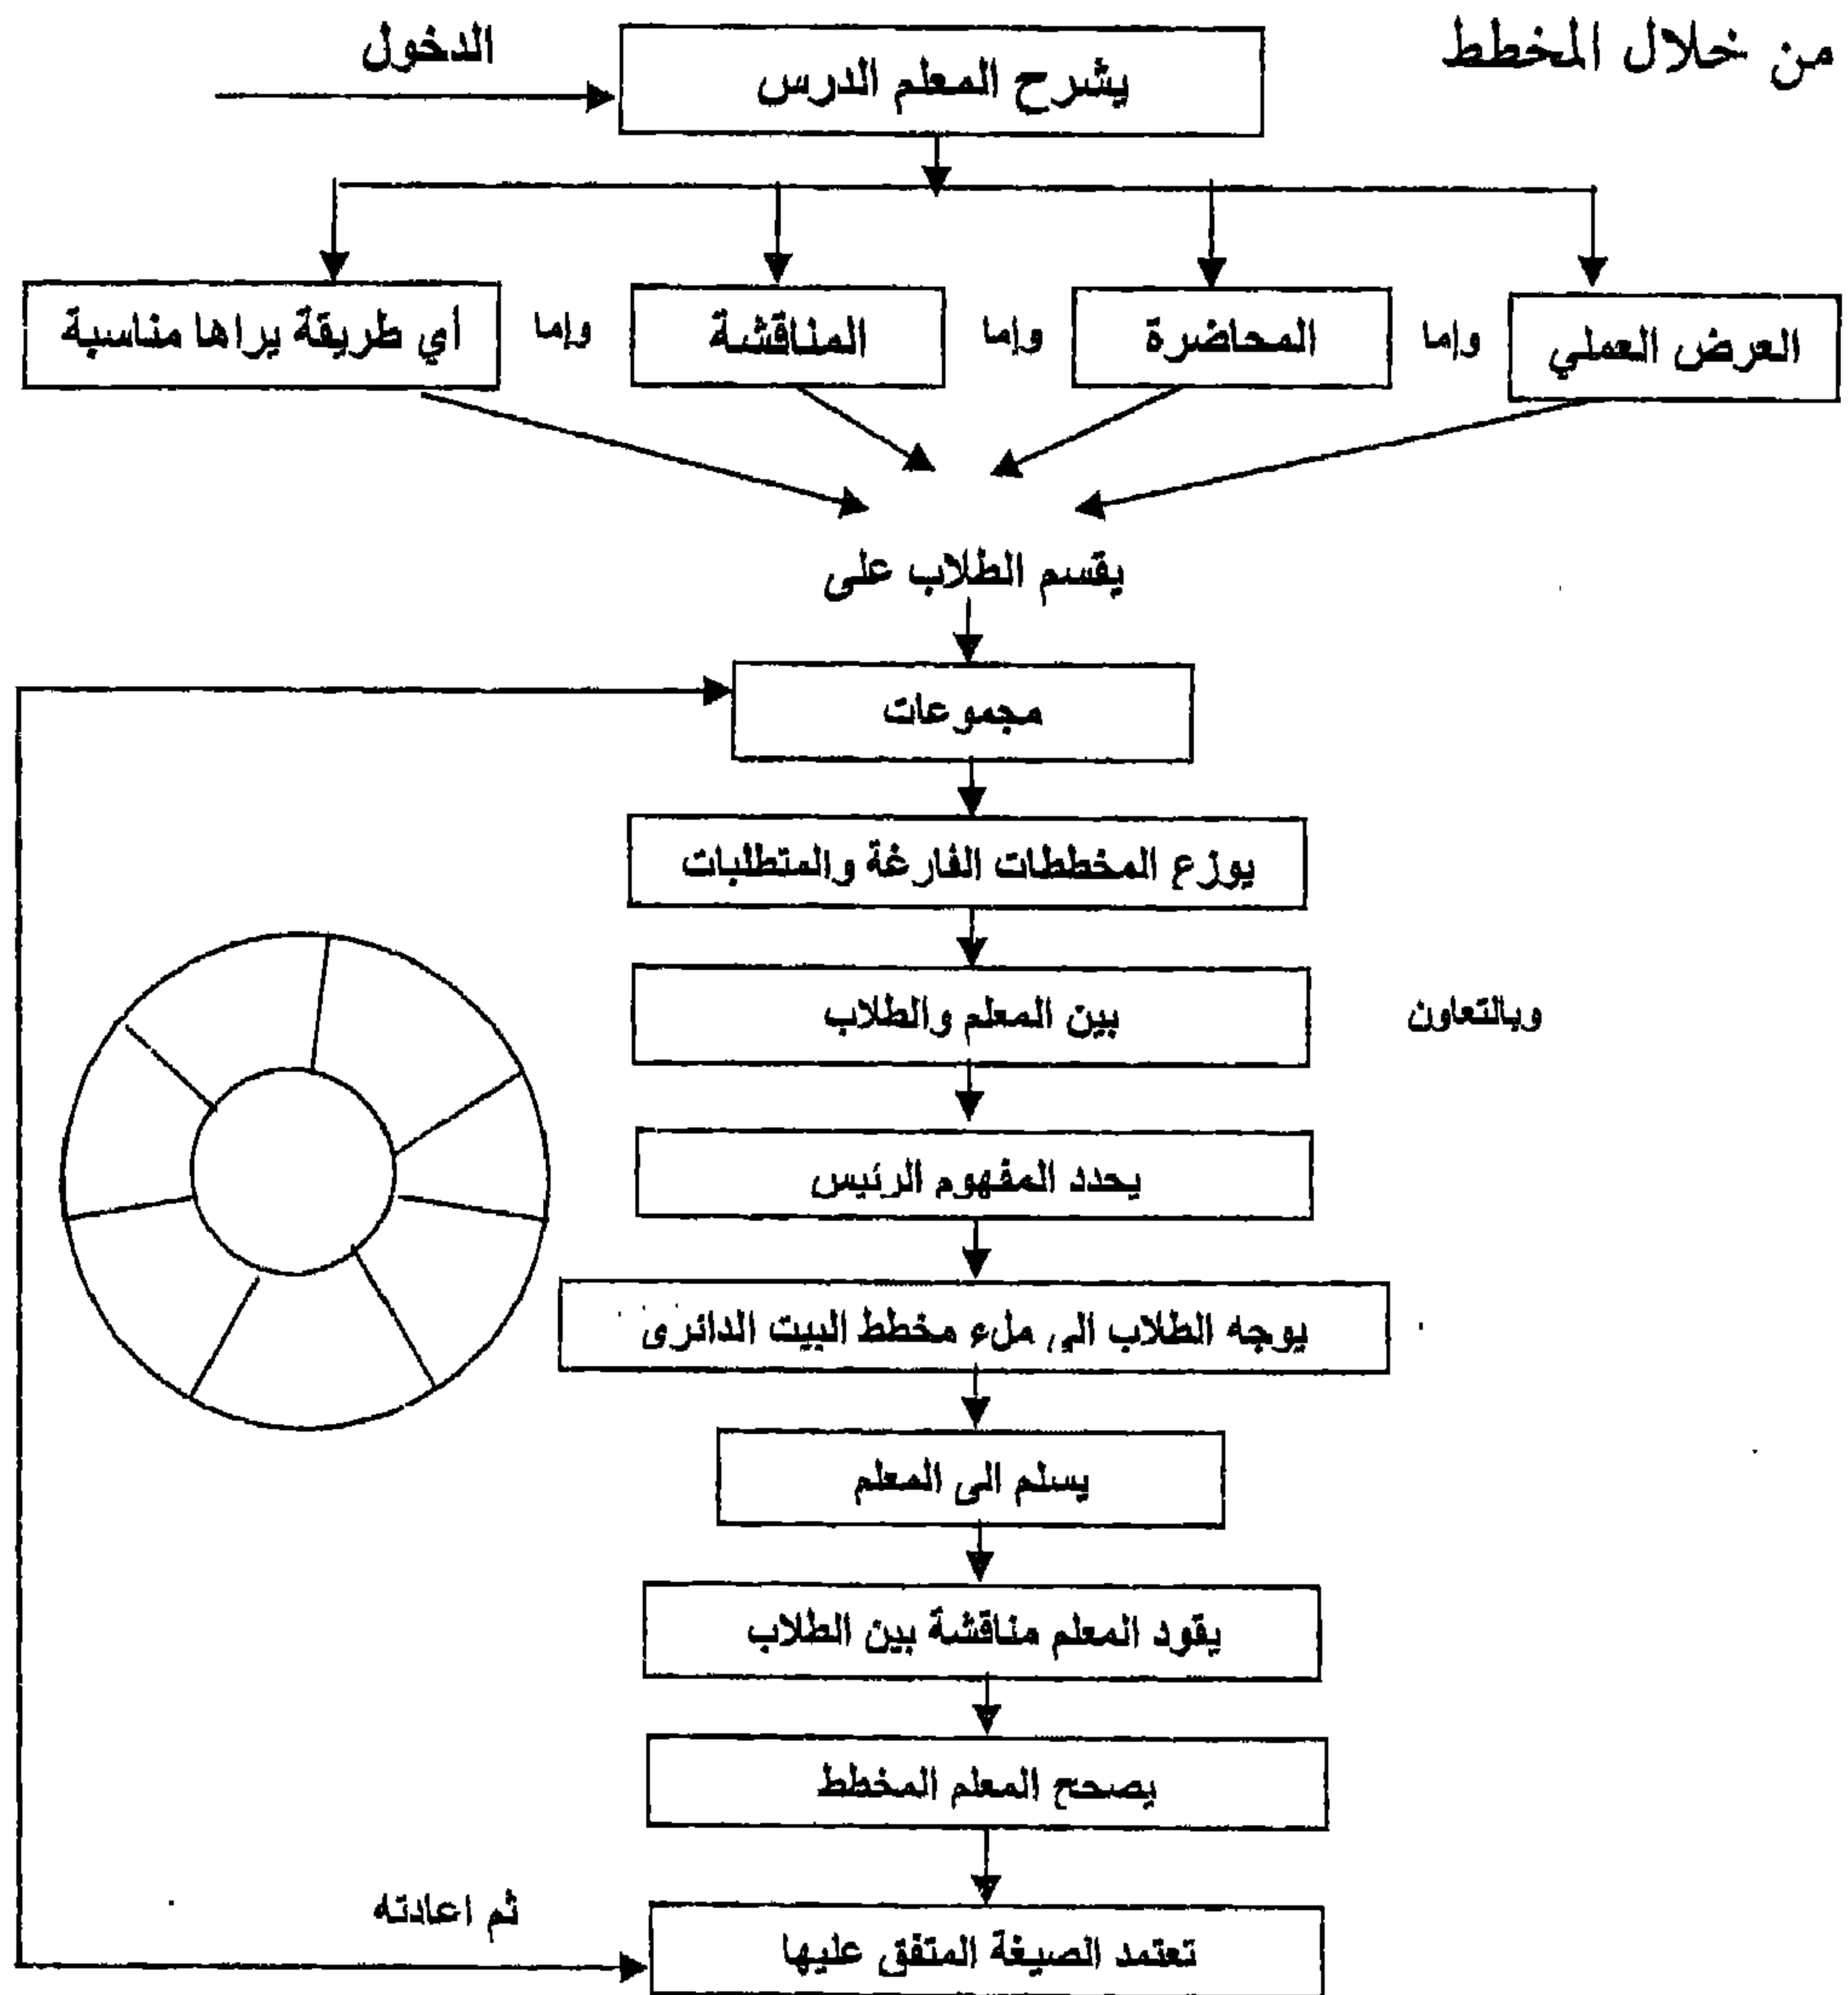 من خلال المخطط
الدخول
يشرح المعلم الدرس
العرض العملي
وإما
المحاضرة
وإما
المناقشة
وإما
أي طريقة يراها مناسبة
يقسم الطلاب على
مجموعات
يوزع المخططات الفارغة والمتطلبات
وبالتعاون
بين المعلم والطلاب
يحدد المفهوم الرئيس
يوجه الطلاب الى ملء مخطط البيت الدائرى
يسلم الى المعلم
يقود المعلم مناقشة بين الطلاب
يصحح المعلم المخطط
ثم اعادته
تعتمد الصيغة المتفق عليها